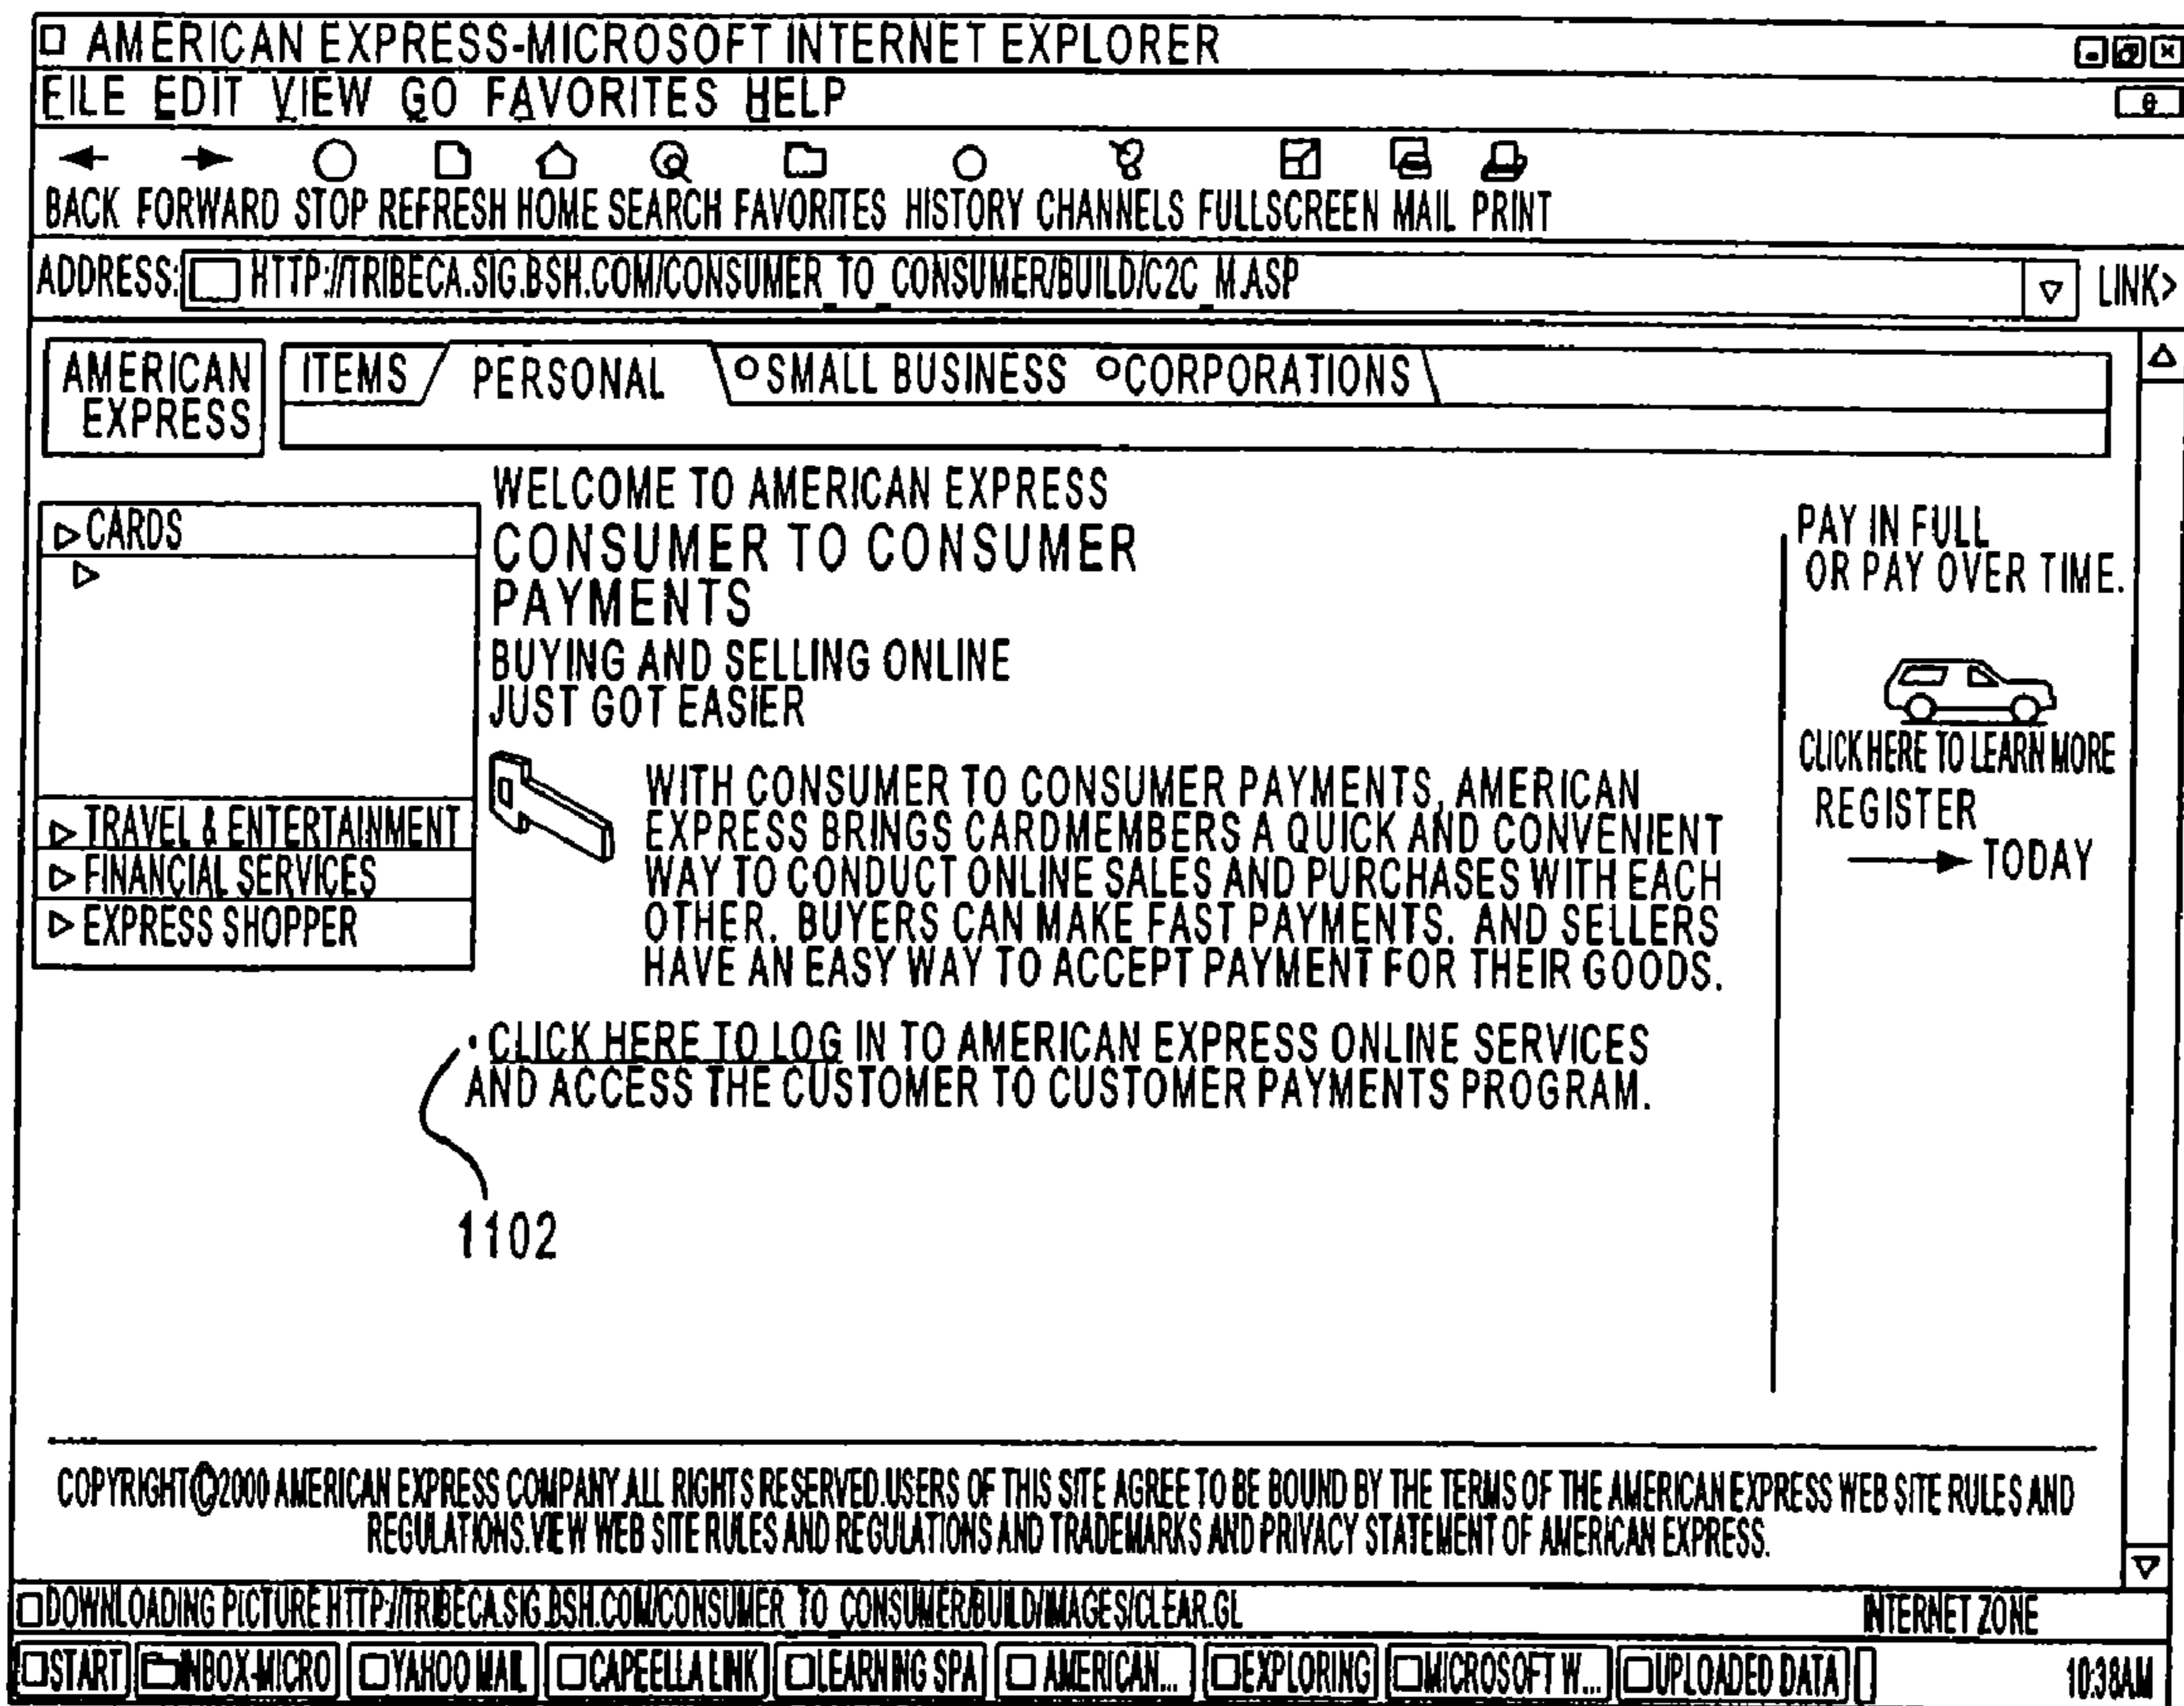 AMERICAN EXPRESS-MICROSOFT INTERNET EXPLORER
FILE EDIT VIEW GO FAVORITES HELP
BACK FORWARD STOP REFRESH HOME SEARCH FAVORITES HISTORY CHANNELS FULLSCREEN MAIL PRINT
ADDRESS: HTTP://TRIBECA.SIG.BSH.COM/CONSUMER_TO_CONSUMER/BUILD/C2C_M.ASP LINK>
AMERICAN
EXPRESS
ITEMS PERSONAL SMALL BUSINESS CORPORATIONS
CARDS
TRAVEL & ENTERTAINMENT
FINANCIAL SERVICES
EXPRESS SHOPPER
WELCOME TO AMERICAN EXPRESS
CONSUMER TO CONSUMER
PAYMENTS
BUYING AND SELLING ONLINE
JUST GOT EASIER
WITH CONSUMER TO CONSUMER PAYMENTS, AMERICAN
EXPRESS BRINGS CARDMEMBERS A QUICK AND CONVENIENT
WAY TO CONDUCT ONLINE SALES AND PURCHASES WITH EACH
OTHER. BUYERS CAN MAKE FAST PAYMENTS. AND SELLERS
HAVE AN EASY WAY TO ACCEPT PAYMENT FOR THEIR GOODS.
• CLICK HERE TO LOG IN TO AMERICAN EXPRESS ONLINE SERVICES
AND ACCESS THE CUSTOMER TO CUSTOMER PAYMENTS PROGRAM.
1102
PAY IN FULL
OR PAY OVER TIME.
CLICK HERE TO LEARN MORE
REGISTER
TODAY
COPYRIGHT©2000 AMERICAN EXPRESS COMPANY.ALL RIGHTS RESERVED.USERS OF THIS SITE AGREE TO BE BOUND BY THE TERMS OF THE AMERICAN EXPRESS WEB SITE RULES AND
REGULATIONS.VIEW WEB SITE RULES AND REGULATIONS AND TRADEMARKS AND PRIVACY STATEMENT OF AMERICAN EXPRESS.
DOWNLOADING PICTURE HTTP://TRIBECA.SIG.BSH.COM/CONSUMER_TO_CONSUMER/BUILD/IMAGES/CLEAR.GL INTERNET ZONE
START INBOX-MICRO YAHOO MAIL CAPEELLA LINK LEARNING SPA AMERICAN... EXPLORING MICROSOFT W... UPLOADED DATA 10:38AM